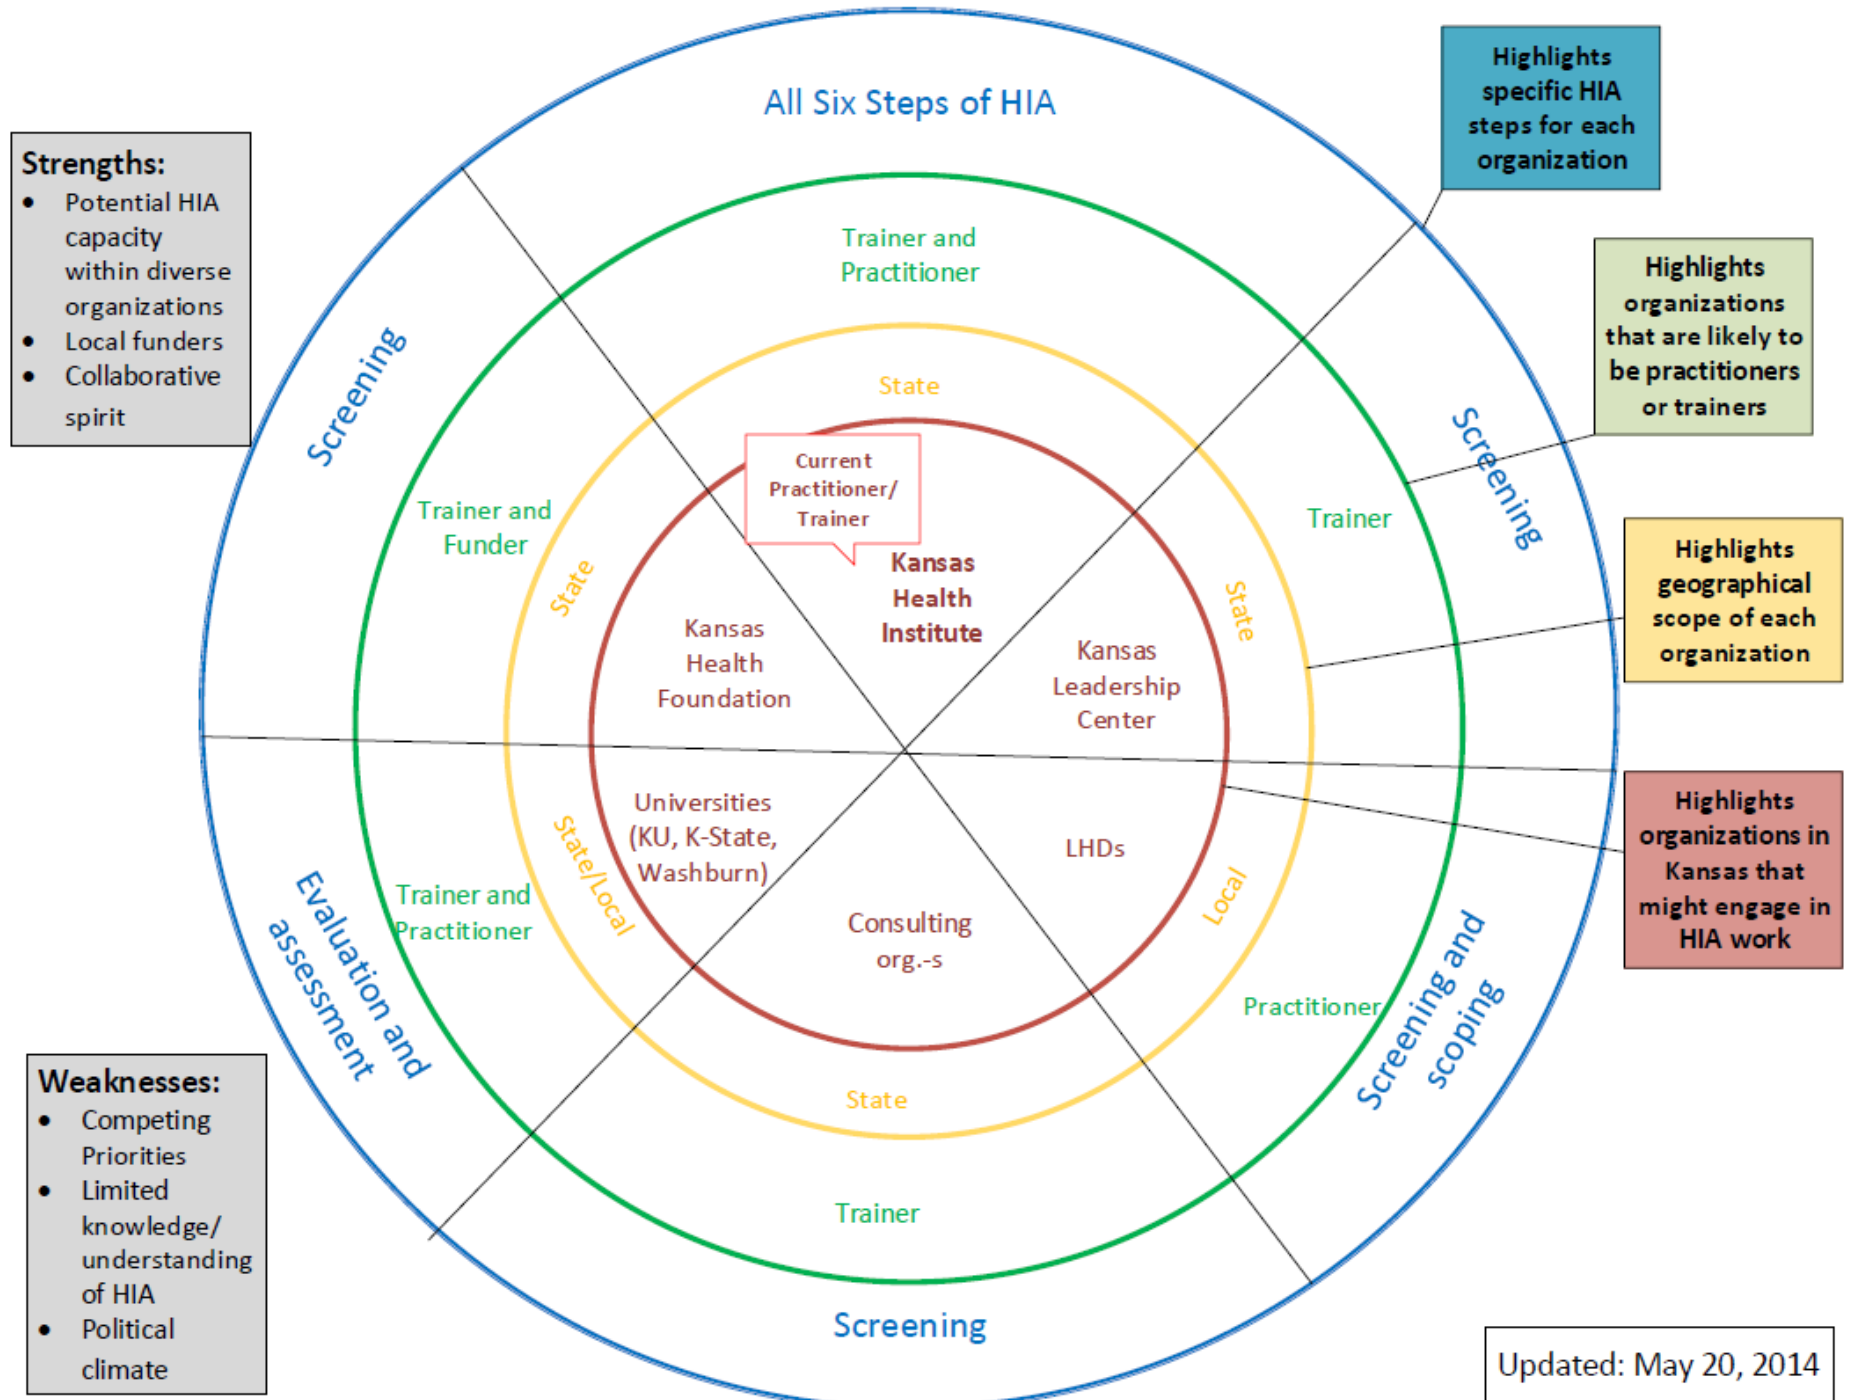 All Six Steps of HIA
Highlights
specific HIA
steps for each
organization
Strengths:
• Potential HIA
capacity
within diverse
organizations
• Local funders
• Collaborative
spirit
Trainer and
Practitioner
Highlights
organizations
that are likely to
be practitioners
or trainers
Screening
State
Screening
Current
Practitioner/
Trainer
Trainer and
Funder
Trainer
Kansas
Health
Institute
Highlights
geographical
scope of each
organization
State
State
Kansas
Health
Foundation
Kansas
Leadership
Center
Universities
(KU, K-State,
Washburn)
LHDs
Highlights
organizations in
Kansas that
might engage in
HIA work
State/Local
Local
Trainer and
Practitioner
Consulting
org.-s
Evaluation and
assessment
Practitioner
Screening and
scoping
Weaknesses:
• Competing
Priorities
• Limited
knowledge/
understanding
of HIA
• Political
climate
State
Trainer
Screening
Updated: May 20, 2014